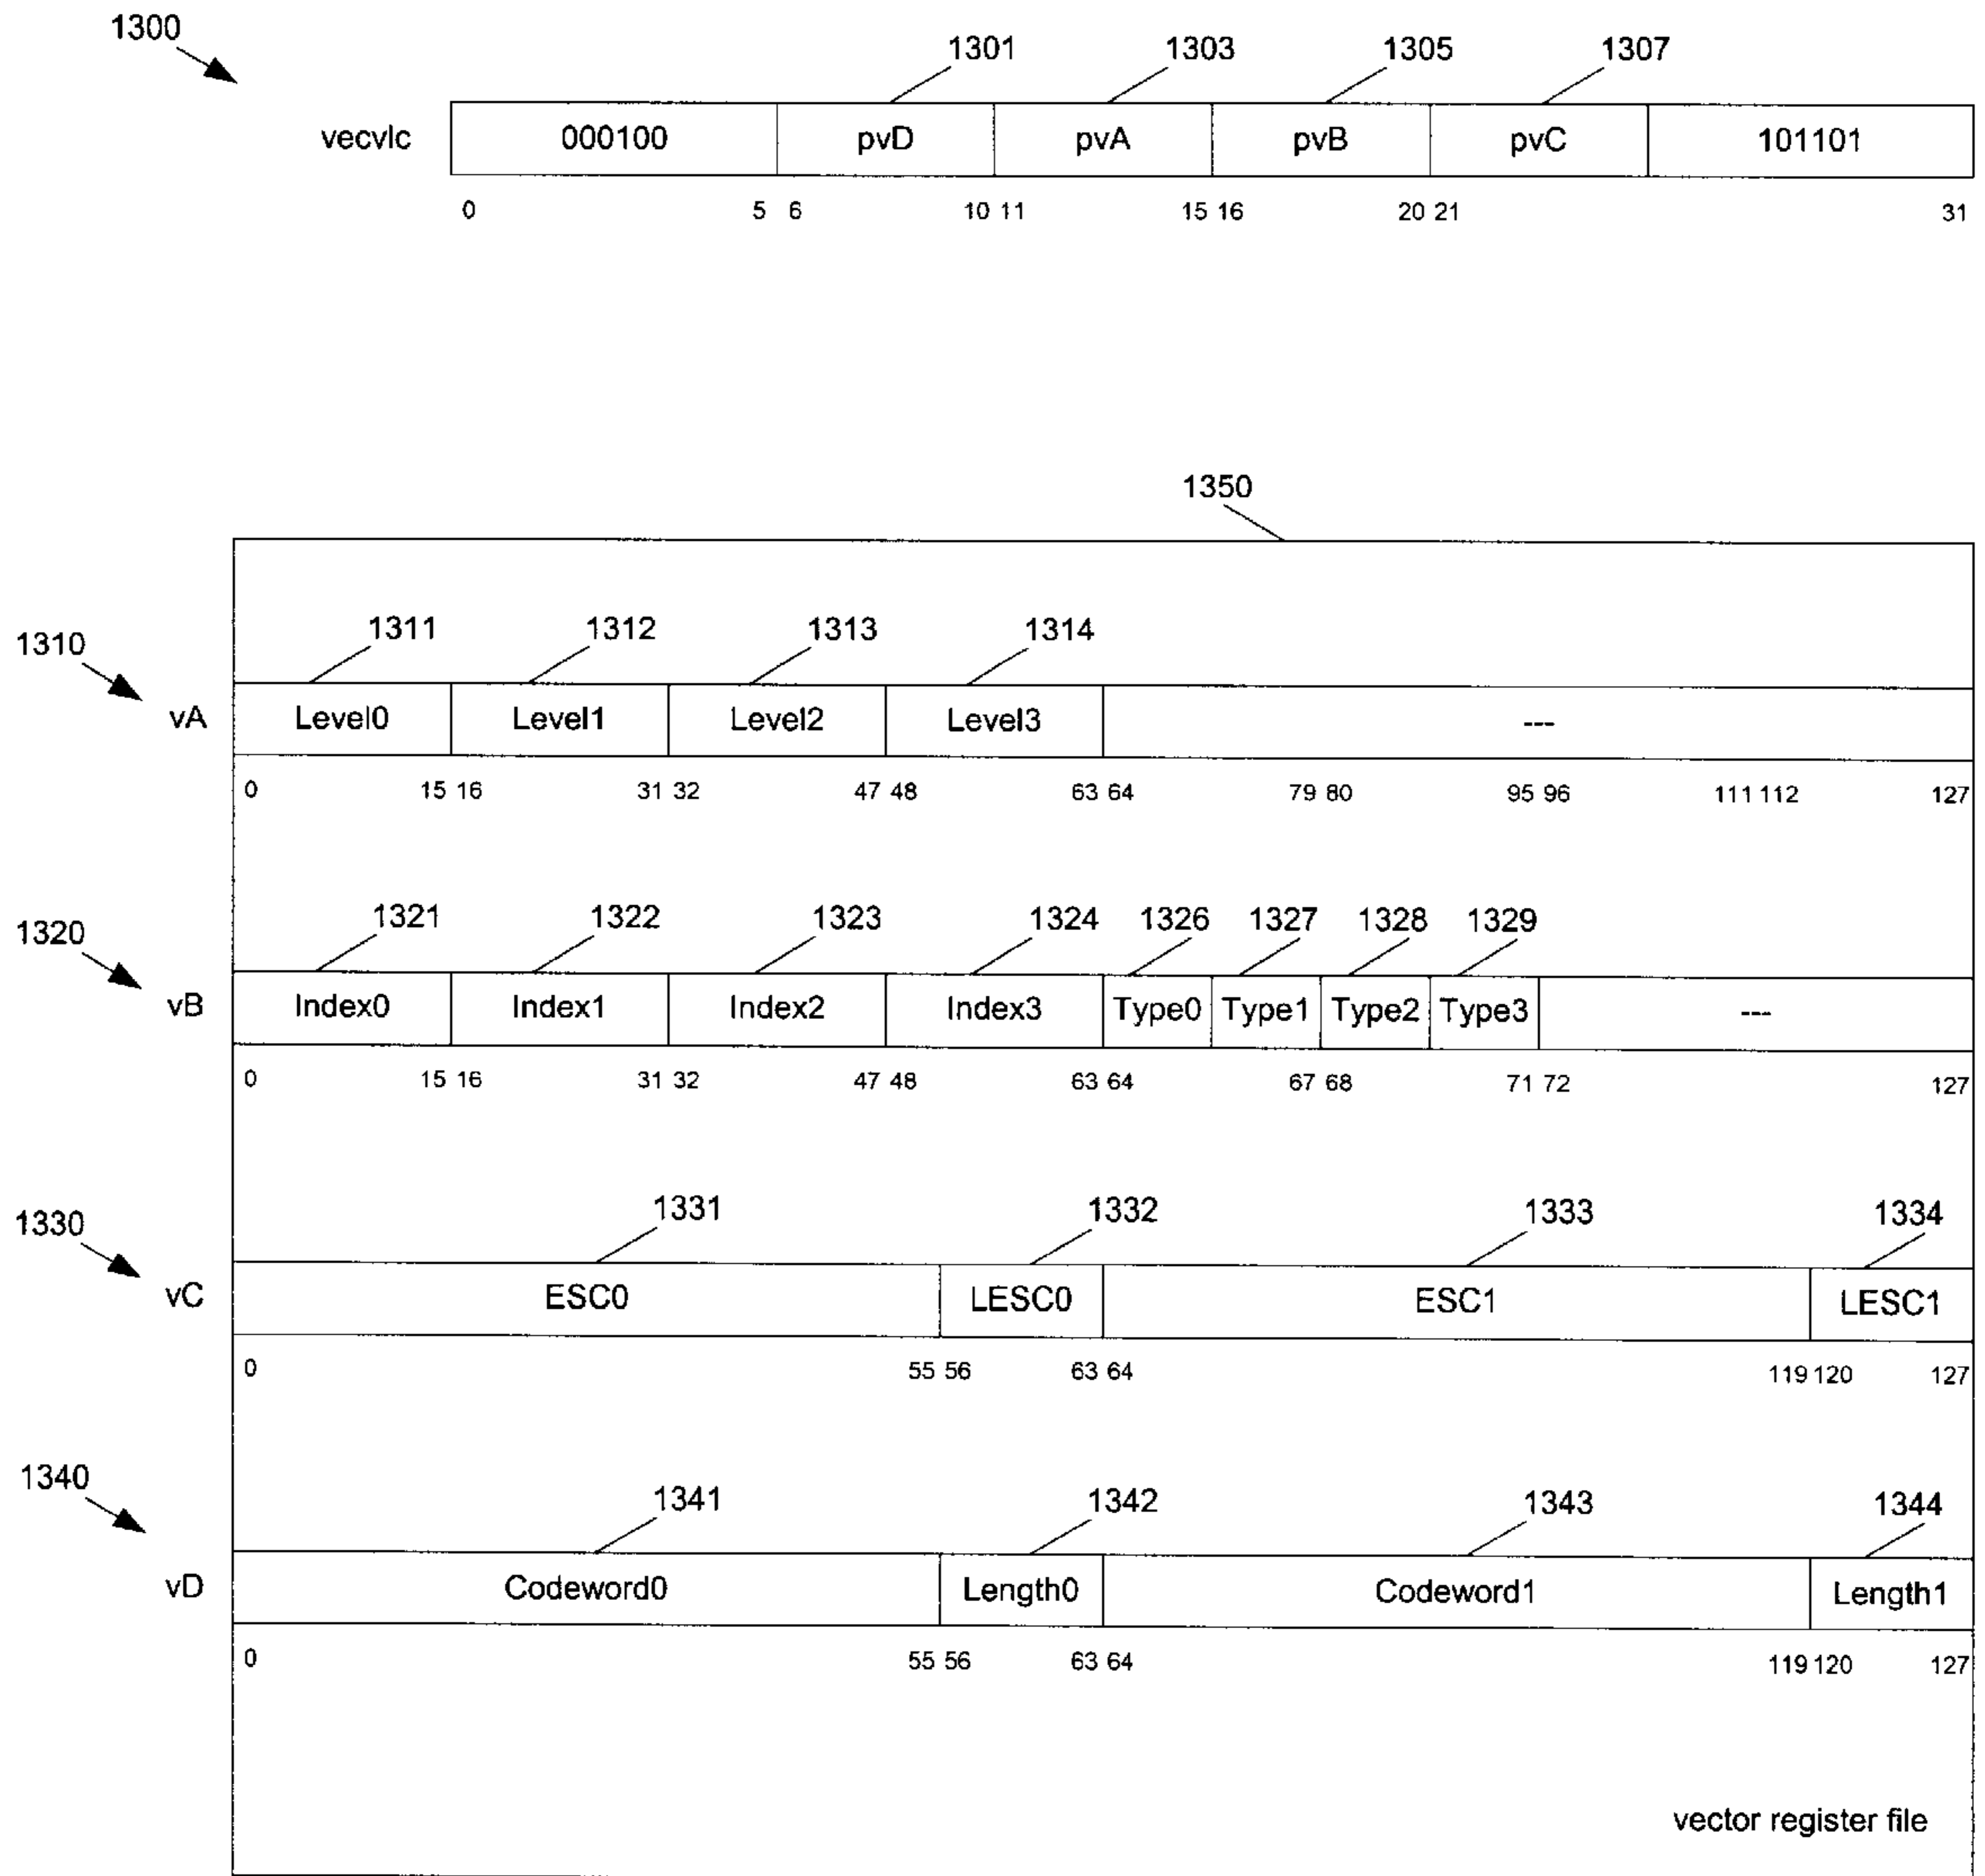 1300
1301 1303 1305 1307
vecvlc 000100 pvD pvA pvB pvC 101101
0 5 6 10 11 15 16 20 21 31
1350
1310 1311 1312 1313 1314
vA Level0 Level1 Level2 Level3 ---
0 15 16 31 32 47 48 63 64 79 80 95 96 111 112 127
1320 1321 1322 1323 1324 1326 1327 1328 1329
vB Index0 Index1 Index2 Index3 Type0 Type1 Type2 Type3 ---
0 15 16 31 32 47 48 63 64 67 68 71 72 127
1330 1331 1332 1333 1334
vC ESC0 LESC0 ESC1 LESC1
0 55 56 63 64 119 120 127
1340 1341 1342 1343 1344
vD Codeword0 Length0 Codeword1 Length1
0 55 56 63 64 119 120 127
vector register file